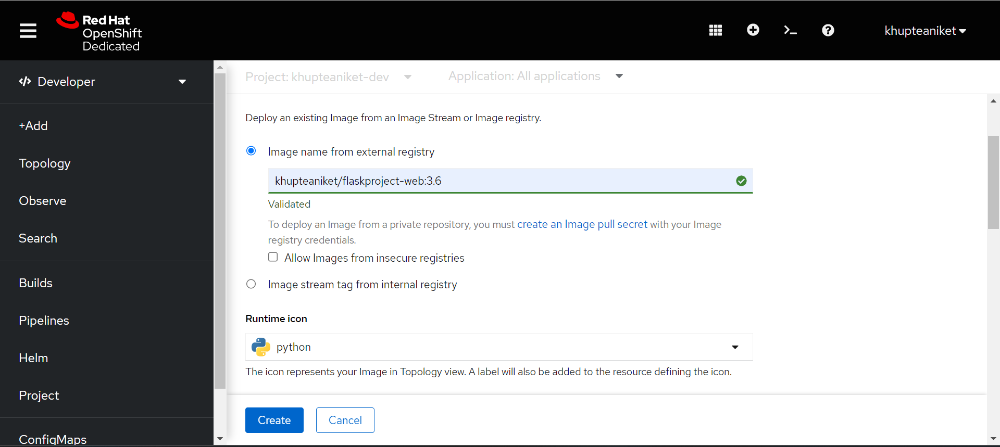 Red Hat
OpenShift
Dedicated
khupteaniket
Developer
+Add
Topology
Observe
Search
Builds
Pipelines
Helm
Project
ConfigMaps
Project: khupteaniket-dev
Application: All applications
Deploy an existing Image from an Image Stream or Image registry.
Image name from external registry
khupteaniket/flaskproject-web:3.6
Validated
To deploy an Image from a private repository, you must create an Image pull secret with your Image
registry credentials.
Allow Images from insecure registries
Image stream tag from internal registry
Runtime icon
python
The icon represents your Image in Topology view. A label will also be added to the resource defining the icon.
Create
Cancel